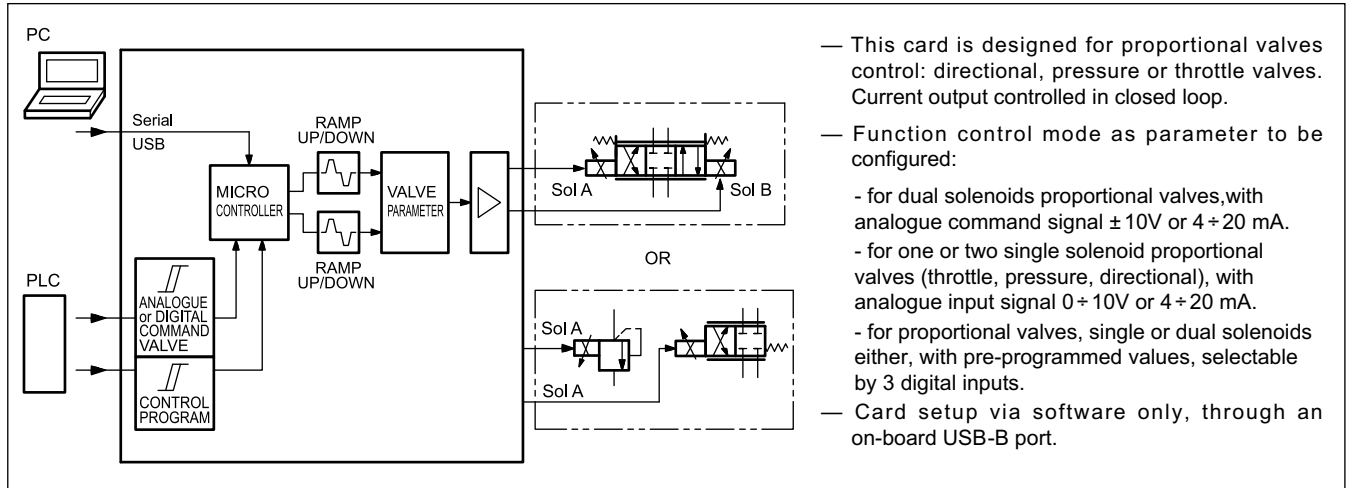 PC
Serial
USB
RAMP
UP/DOWN
MICRO
CONTROLLER
VALVE
PARAMETER
RAMP
UP/DOWN
Sol A
Sol B
OR
PLC
ANALOGUE
or DIGITAL
COMMAND
VALVE
CONTROL
PROGRAM
Sol A
Sol A
— This card is designed for proportional valves
control: directional, pressure or throttle valves.
Current output controlled in closed loop.
— Function control mode as parameter to be
configured:
- for dual solenoids proportional valves,with
analogue command signal ± 10V or 4 ÷ 20 mA.
- for one or two single solenoid proportional
valves (throttle, pressure, directional), with
analogue input signal 0 ÷ 10V or 4 ÷ 20 mA.
- for proportional valves, single or dual solenoids
either, with pre-programmed values, selectable
by 3 digital inputs.
— Card setup via software only, through an
on-board USB-B port.